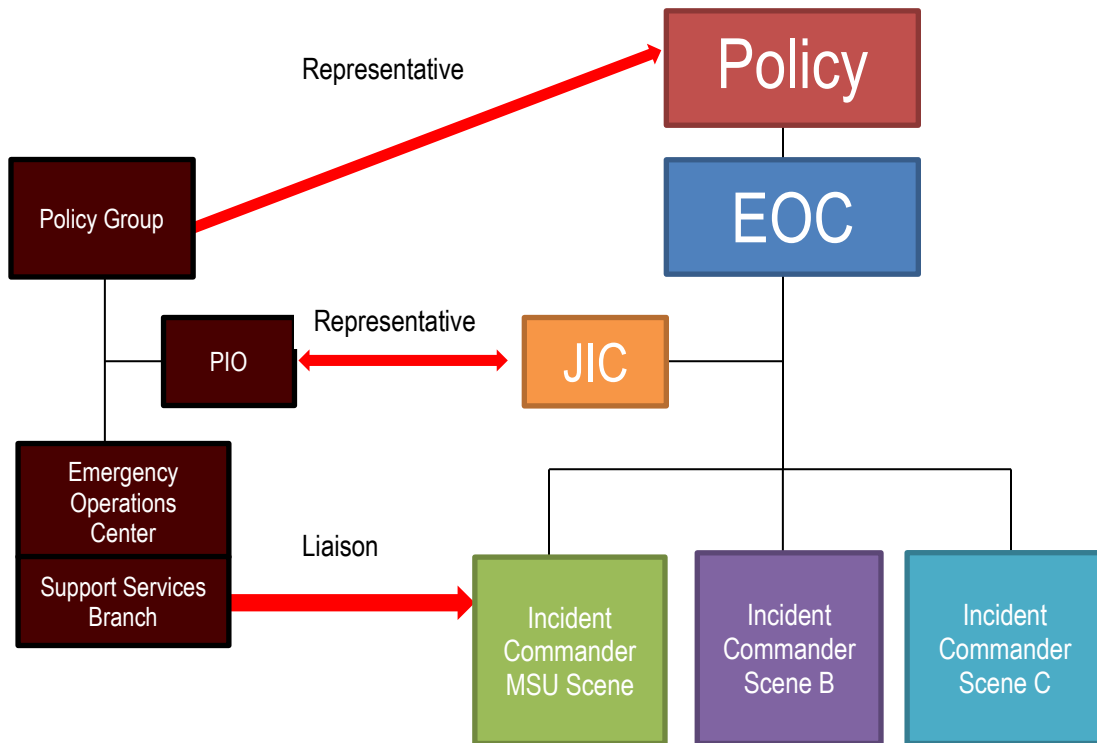 Policy
Representative
EOC
Policy Group
Representative
PIO
JIC
Emergency
Operations
Center
Liaison
Support Services
Branch
Incident
Commander
MSU Scene
Incident
Commander
Scene B
Incident
Commander
Scene C